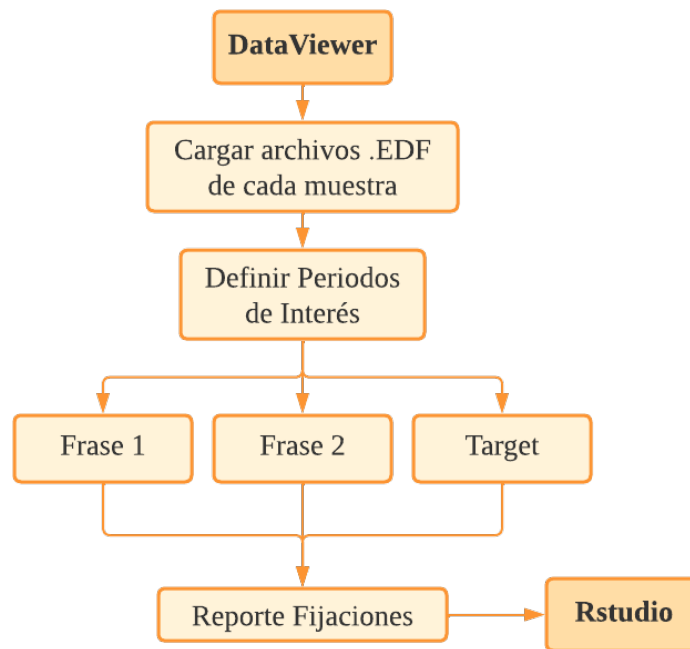 DataViewer
Cargar archivos .EDF
de cada muestra
Definir Periodos
de Interés
Frase 1
Frase 2
Target
Reporte Fijaciones
Rstudio